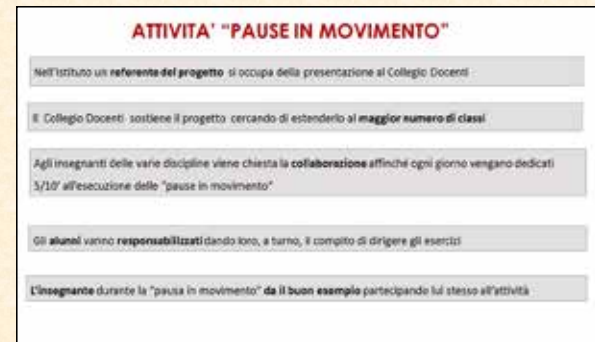 ATTIVITA' "PAUSE IN MOVIMENTO"
Nell'Istituto un referente del progetto si occupa della presentazione al Collegio Docenti
Il Collegio Docenti sostiene il progetto cercando di estenderlo al maggior numero di classi
Agli insegnanti delle varie discipline viene chiesta la collaborazione affinché ogni giorno vengano dedicati
5/10' all'esecuzione delle "pause in movimento"
Gli alunni vanno responsabilizzati dando loro, a turno, il compito di dirigere gli esercizi
L'insegnante durante la "pausa in movimento" da il buon esempio partecipando lui stesso all'attività